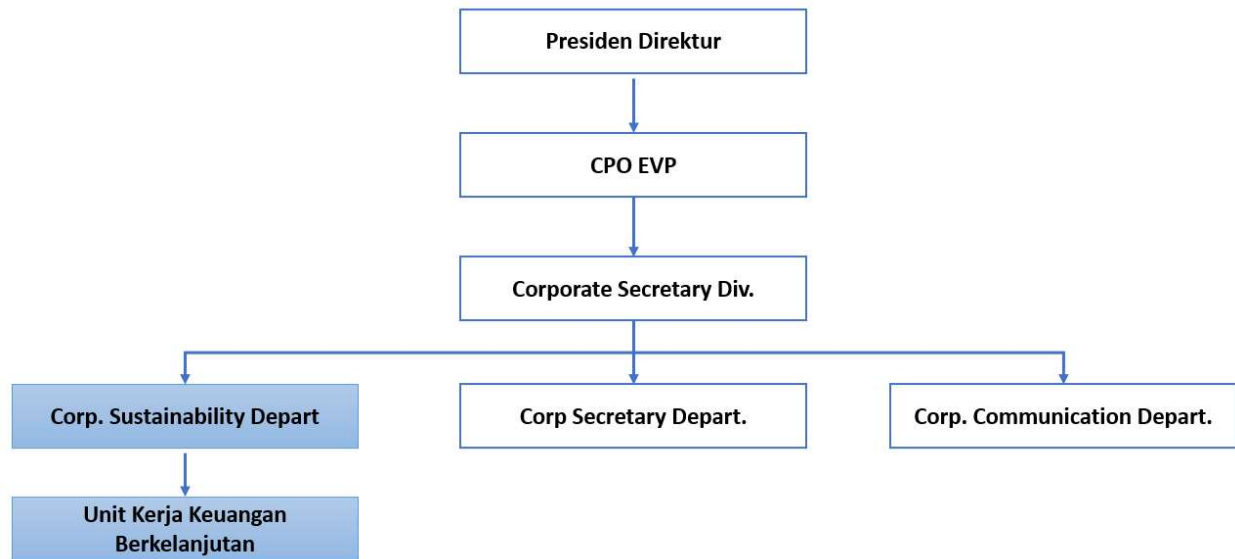 Presiden Direktur
CPO EVP
Corporate Secretary Div.
Corp. Sustainability Depart
Corp Secretary Depart.
Corp. Communication Depart.
Unit Kerja Keuangan
Berkelanjutan